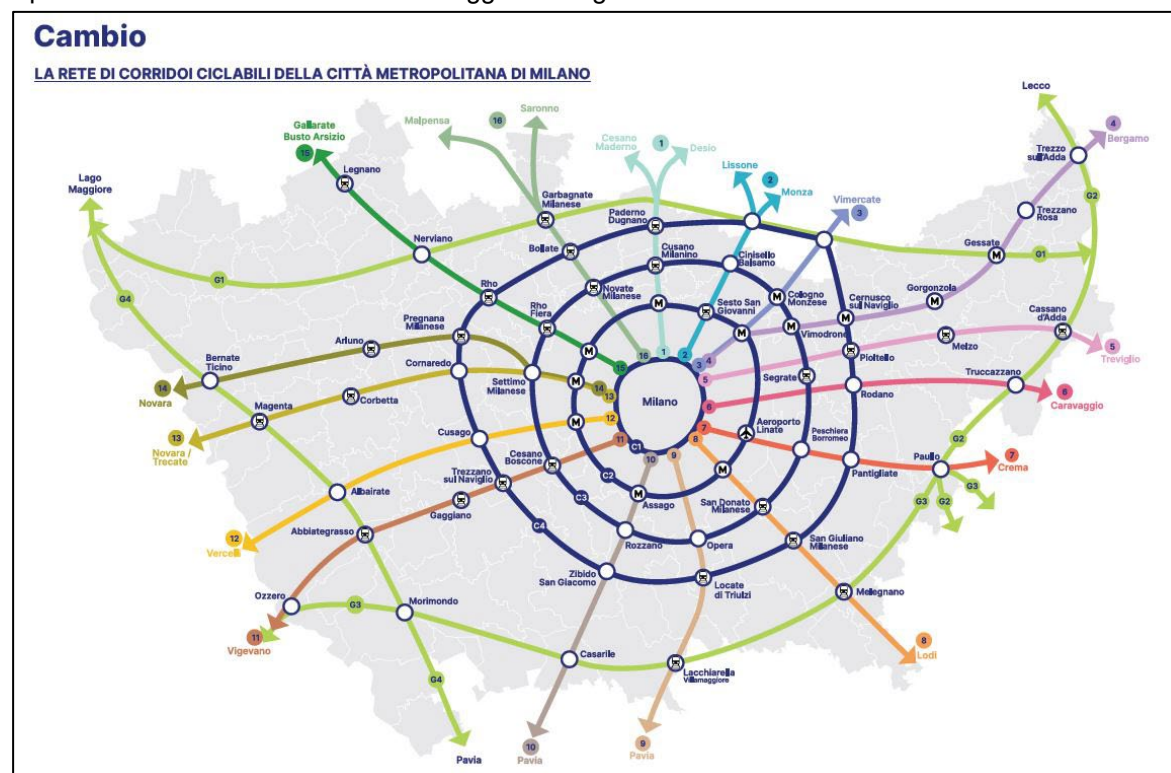 Cambio
LA RETE DI CORRIDOI CICLABILI DELLA CITTÀ METROPOLITANA DI MILANO
Lecco
Saronno
16
Malpensa
Cesano
Maderno
1
Desio
Gallarate
Busto Arsizio
15
Legnano
Lissone
2
Monza
4
Bergamo
Trezzo
sull'Adda
G2
Lago
Maggiore
Vimercate
3
Garbagnate
Milanese
Paderno
Dugnano
Trezzano
Rosa
Nerviano
Bollate
Cusano
Milanino
Cinisello
Balsamo
Gessate
G1
G1
G4
Rho
Novate
Milanese
Sesto San
Giovanni
Cologno
Monzese
Cernusco
sul Naviglio
Gorgonzola
Rho
Fiera
Pregnana
Milanese
Vimodrone
Cassano
d'Adda
Arluno
Pioltello
Melzo
5
Treviglio
Bernate
Ticino
Cornaredo
Settimo
Milanese
15
16
1
2
3
4
5
Segrate
Truccazzano
14
Novara
Magenta
Corbetta
14
13
Milano
6
Rodano
6
Caravaggio
13
Novara /
Trecate
Cusago
12
11
7
8
Aeroporto
Linate
Peschiera
Borromeo
G2
Cesano
Boscone
C1
10
9
Pantigliate
Paullo
7
Crema
Trezzano
sul Naviglio
C2
Albairate
Gaggiano
C3
Assago
San Donato
Milanese
G3
G2
G3
Abbiategrasso
C4
12
Vercelli
Rozzano
Opera
San Giuliano
Milanese
Zibido
San Giacomo
Locate
di Triulzi
Melegnano
Ozzero
G3
Morimondo
11
Vigevano
8
Lodi
Casarile
Lacchiarella
Villamaggiore
G4
Pavia
10
Pavia
9
Pavia